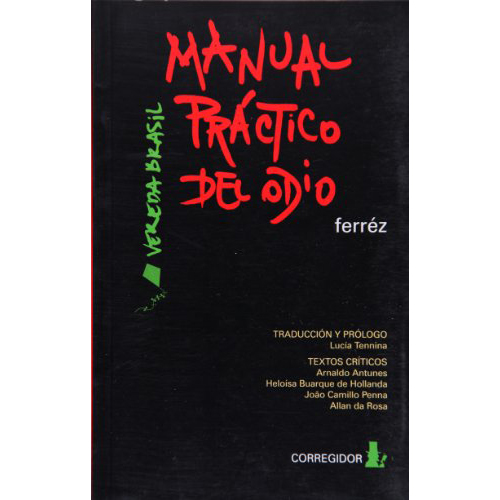 MANUAL
PRÁCTICO
DEL ODIO
ferréz
VEREDA BRASIL
TRADUCCIÓN Y PRÓLOGO
Lucía Tennina
TEXTOS CRÍTICOS
Arnaldo Antunes
Heloísa Buarque de Hollanda
João Camillo Penna
Allan da Rosa
CORREGIDOR